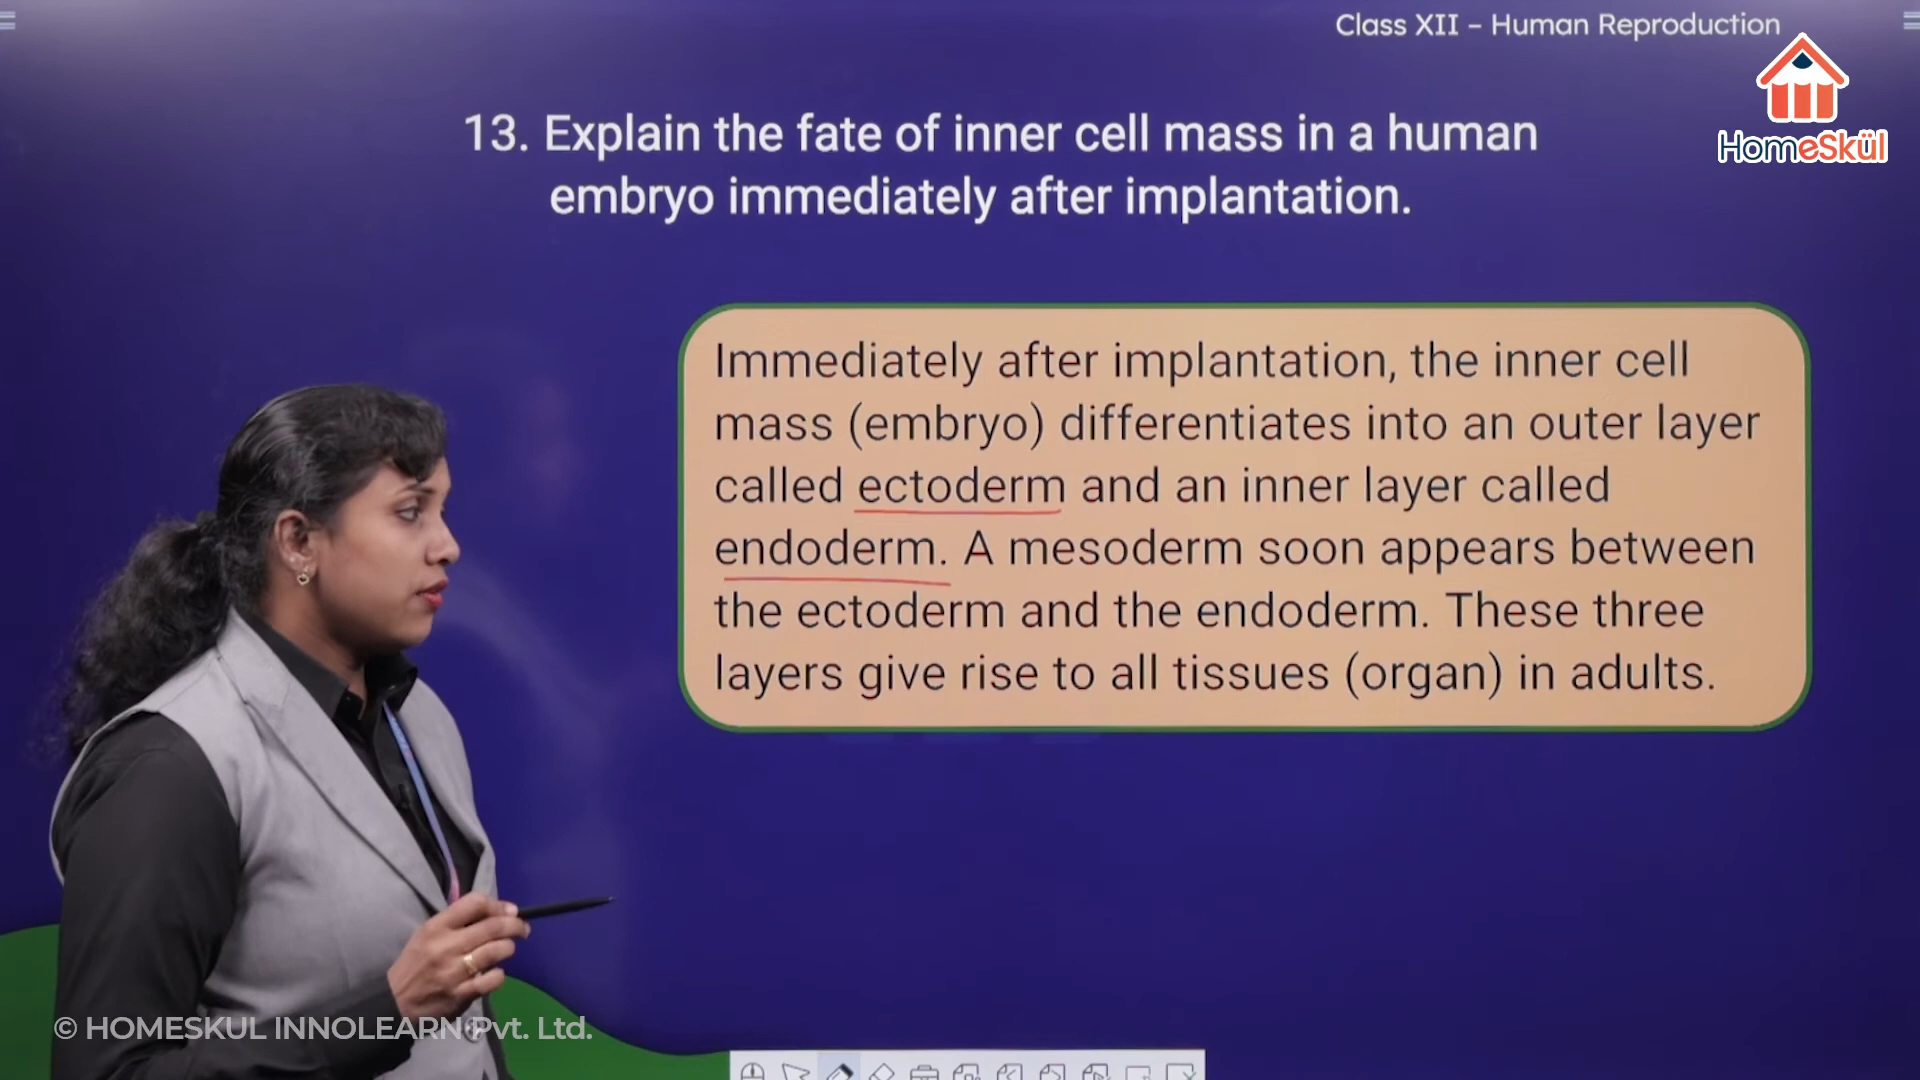 Class XII – Human Reproduction
HomeSkül
13. Explain the fate of inner cell mass in a human
embryo immediately after implantation.
Immediately after implantation, the inner cell
mass (embryo) differentiates into an outer layer
called ectoderm and an inner layer called
endoderm. A mesoderm soon appears between
the ectoderm and the endoderm. These three
layers give rise to all tissues (organ) in adults.
© HOMESKUL INNOLEARN Pvt. Ltd.